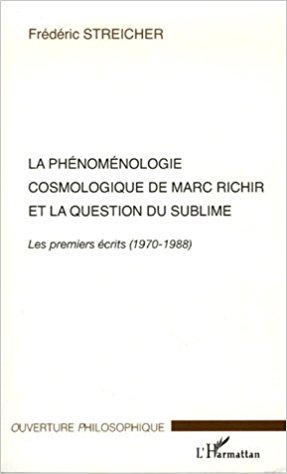 Frédéric STREICHER
LA PHÉNOMÉNOLOGIE
COSMOLOGIQUE DE MARC RICHIR
ET LA QUESTION DU SUBLIME
Les premiers écrits (1970-1988)
OUVERTURE PHILOSOPHIQUE
L'Harmattan